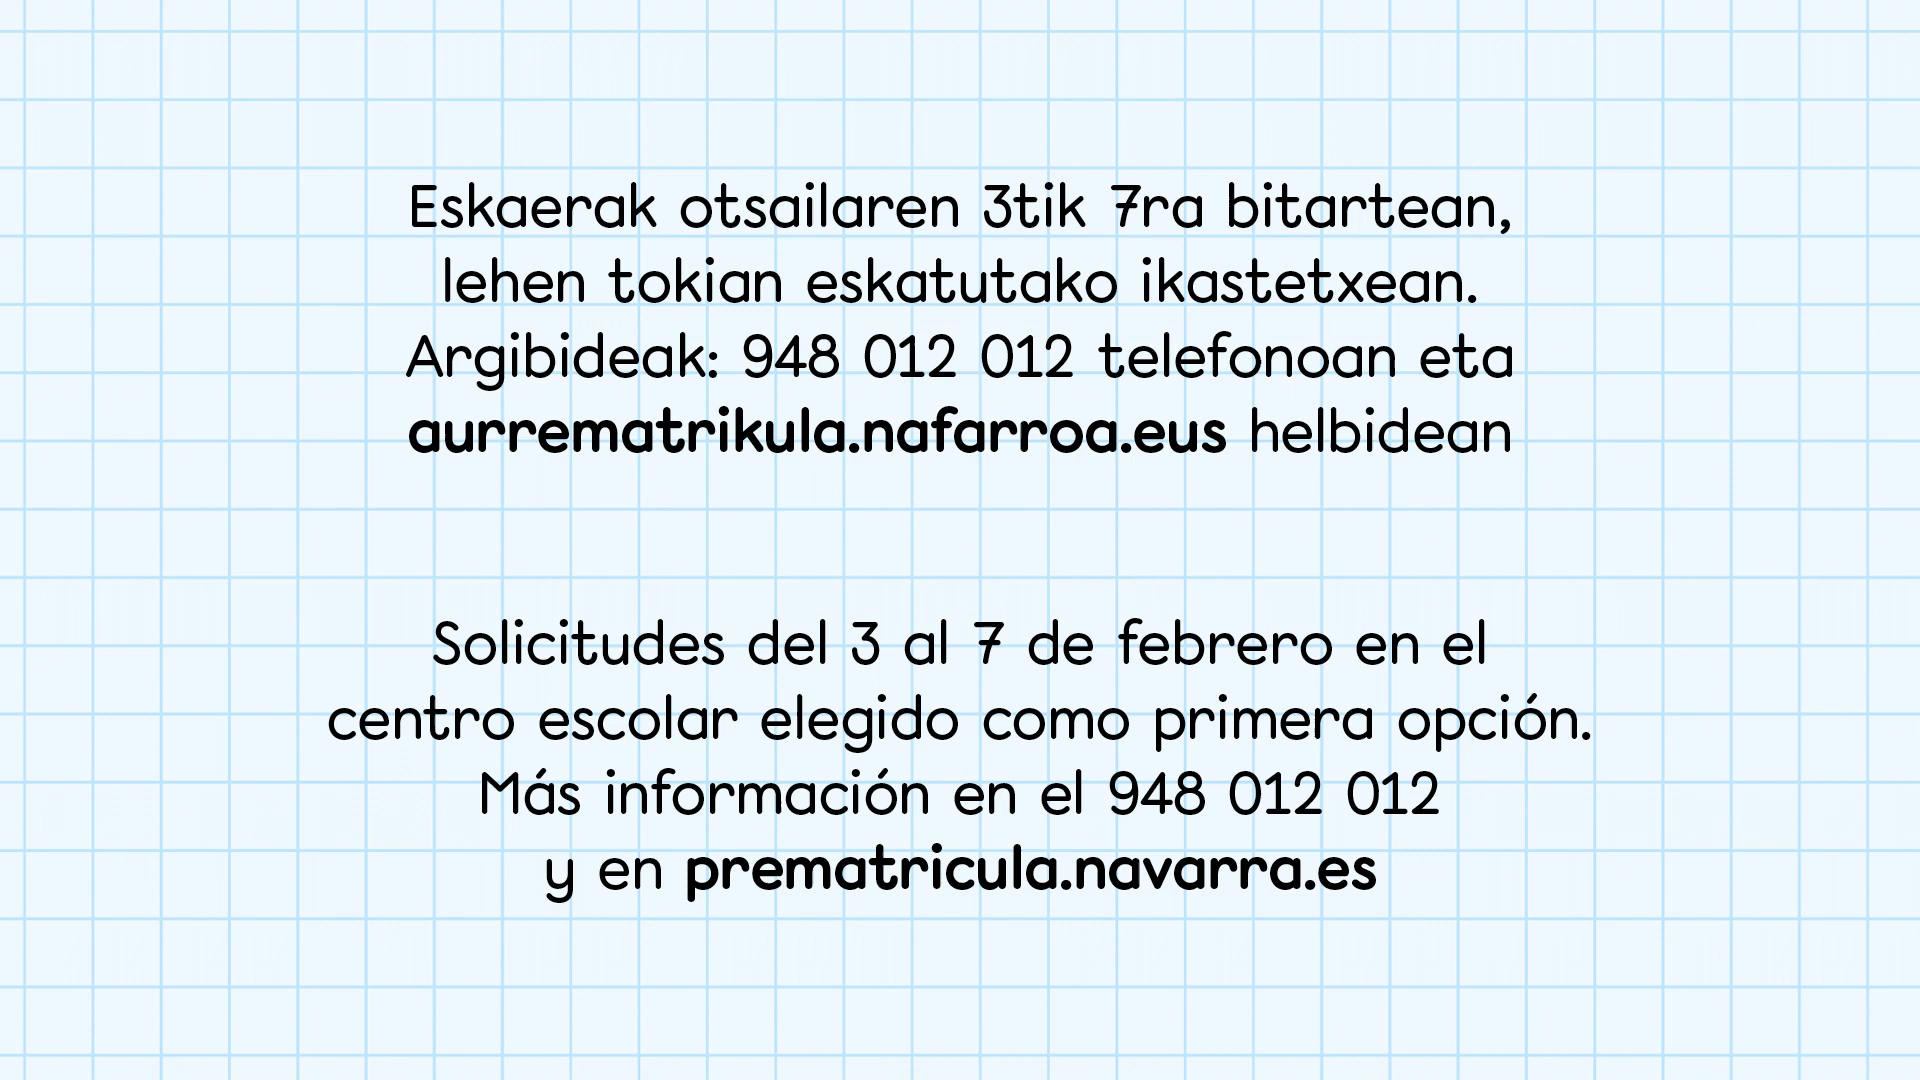 Eskaerak otsailaren 3tik 7ra bitartean,
lehen tokian eskatutako ikastetxean.
Argibideak: 948 012 012 telefonoan eta
aurrematrikula.nafarroa.eus helbidean
Solicitudes del 3 al 7 de febrero en el
centro escolar elegido como primera opción.
Más información en el 948 012 012
y en prematricula.navarra.es